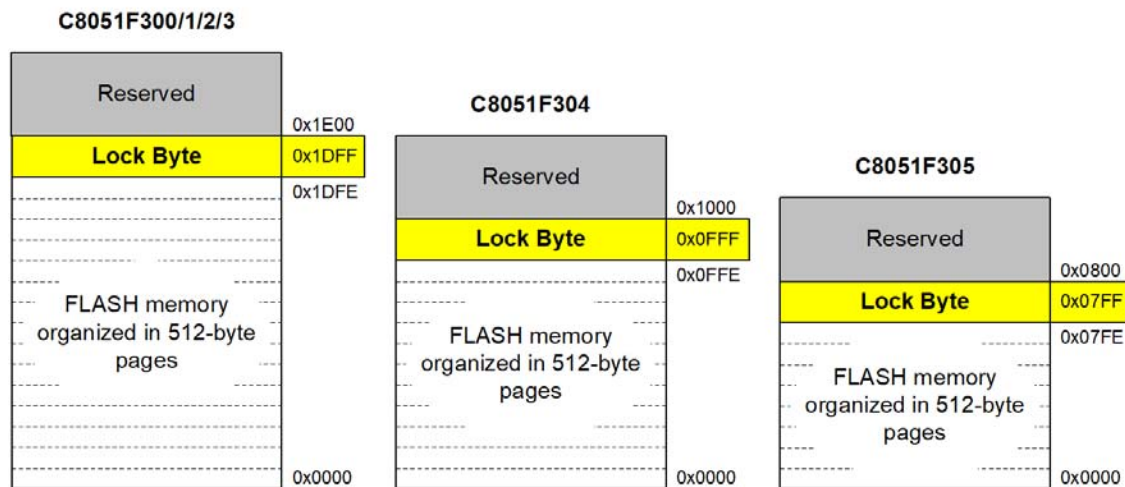 C8051F300/1/2/3
Reserved
0x1E00
Lock Byte
0x1DFF
0x1DFE
FLASH memory
organized in 512-byte
pages
0x0000
C8051F304
Reserved
0x1000
Lock Byte
0x0FFF
0x0FFE
FLASH memory
organized in 512-byte
pages
0x0000
C8051F305
Reserved
0x0800
Lock Byte
0x07FF
0x07FE
FLASH memory
organized in 512-byte
pages
0x0000